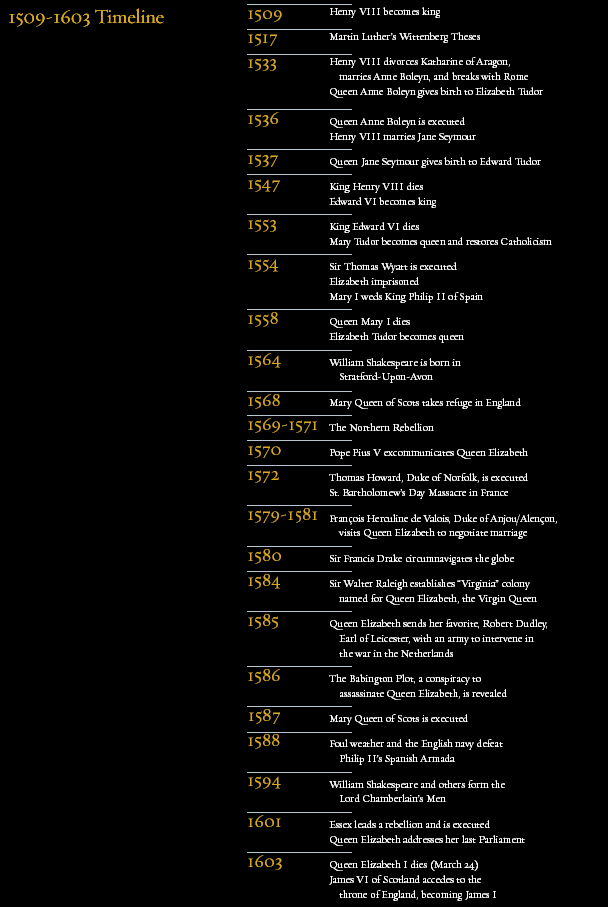 1509-1603 Timeline
1509 Henry VIII becomes king
1517 Martin Luther's Wittenberg Theses
1533 Henry VIII divorces Katharine of Aragon,
marries Anne Boleyn, and breaks with Rome
Queen Anne Boleyn gives birth to Elizabeth Tudor
1536 Queen Anne Boleyn is executed
Henry VIII marries Jane Seymour
1537 Queen Jane Seymour gives birth to Edward Tudor
1547 King Henry VIII dies
Edward VI becomes king
1553 King Edward VI dies
Mary Tudor becomes queen and restores Catholicism
1554 Sir Thomas Wyatt is executed
Elizabeth imprisoned
Mary I weds King Philip II of Spain
1558 Queen Mary I dies
Elizabeth Tudor becomes queen
1564 William Shakespeare is born in
Stratford-Upon-Avon
1568 Mary Queen of Scots takes refuge in England
1569-1571 The Northern Rebellion
1570 Pope Pius V excommunicates Queen Elizabeth
1572 Thomas Howard, Duke of Norfolk, is executed
St. Bartholomew's Day Massacre in France
1579-1581 François Herculine de Valois, Duke of Anjou/Alençon,
visits Queen Elizabeth to negotiate marriage
1580 Sir Francis Drake circumnavigates the globe
1584 Sir Walter Raleigh establishes "Virginia" colony
named for Queen Elizabeth, the Virgin Queen
1585 Queen Elizabeth sends her favorite, Robert Dudley,
Earl of Leicester, with an army to intervene in
the war in the Netherlands
1586 The Babington Plot, a conspiracy to
assassinate Queen Elizabeth, is revealed
1587 Mary Queen of Scots is executed
1588 Foul weather and the English navy defeat
Philip II's Spanish Armada
1594 William Shakespeare and others form the
Lord Chamberlain's Men
1601 Essex leads a rebellion and is executed
Queen Elizabeth addresses her last Parliament
1603 Queen Elizabeth I dies (March 24)
James VI of Scotland accedes to the
throne of England, becoming James I